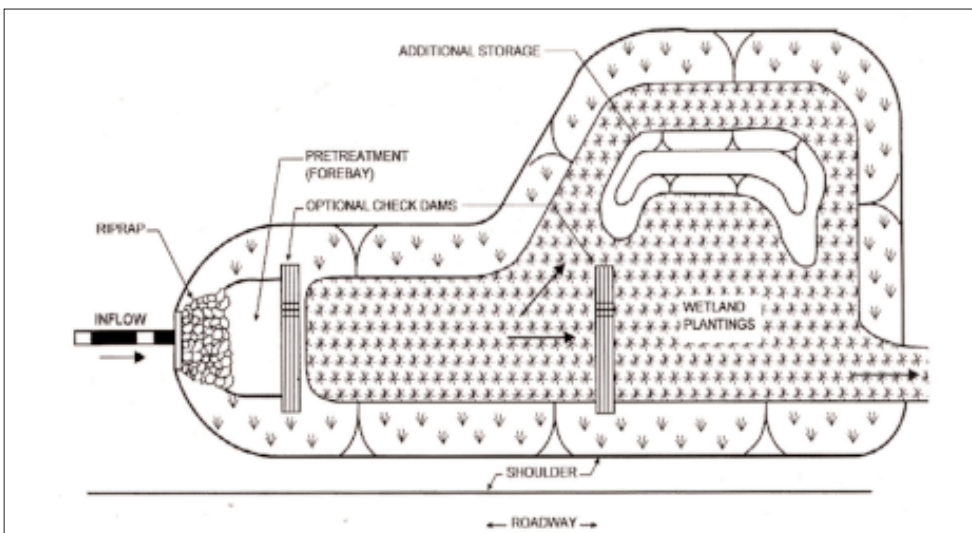 ADDITIONAL STORAGE
PRETREATMENT
(FOREBAY)
OPTIONAL CHECK DAMS
RIPRAP
INFLOW
WETLAND
PLANTINGS
SHOULDER
ROADWAY